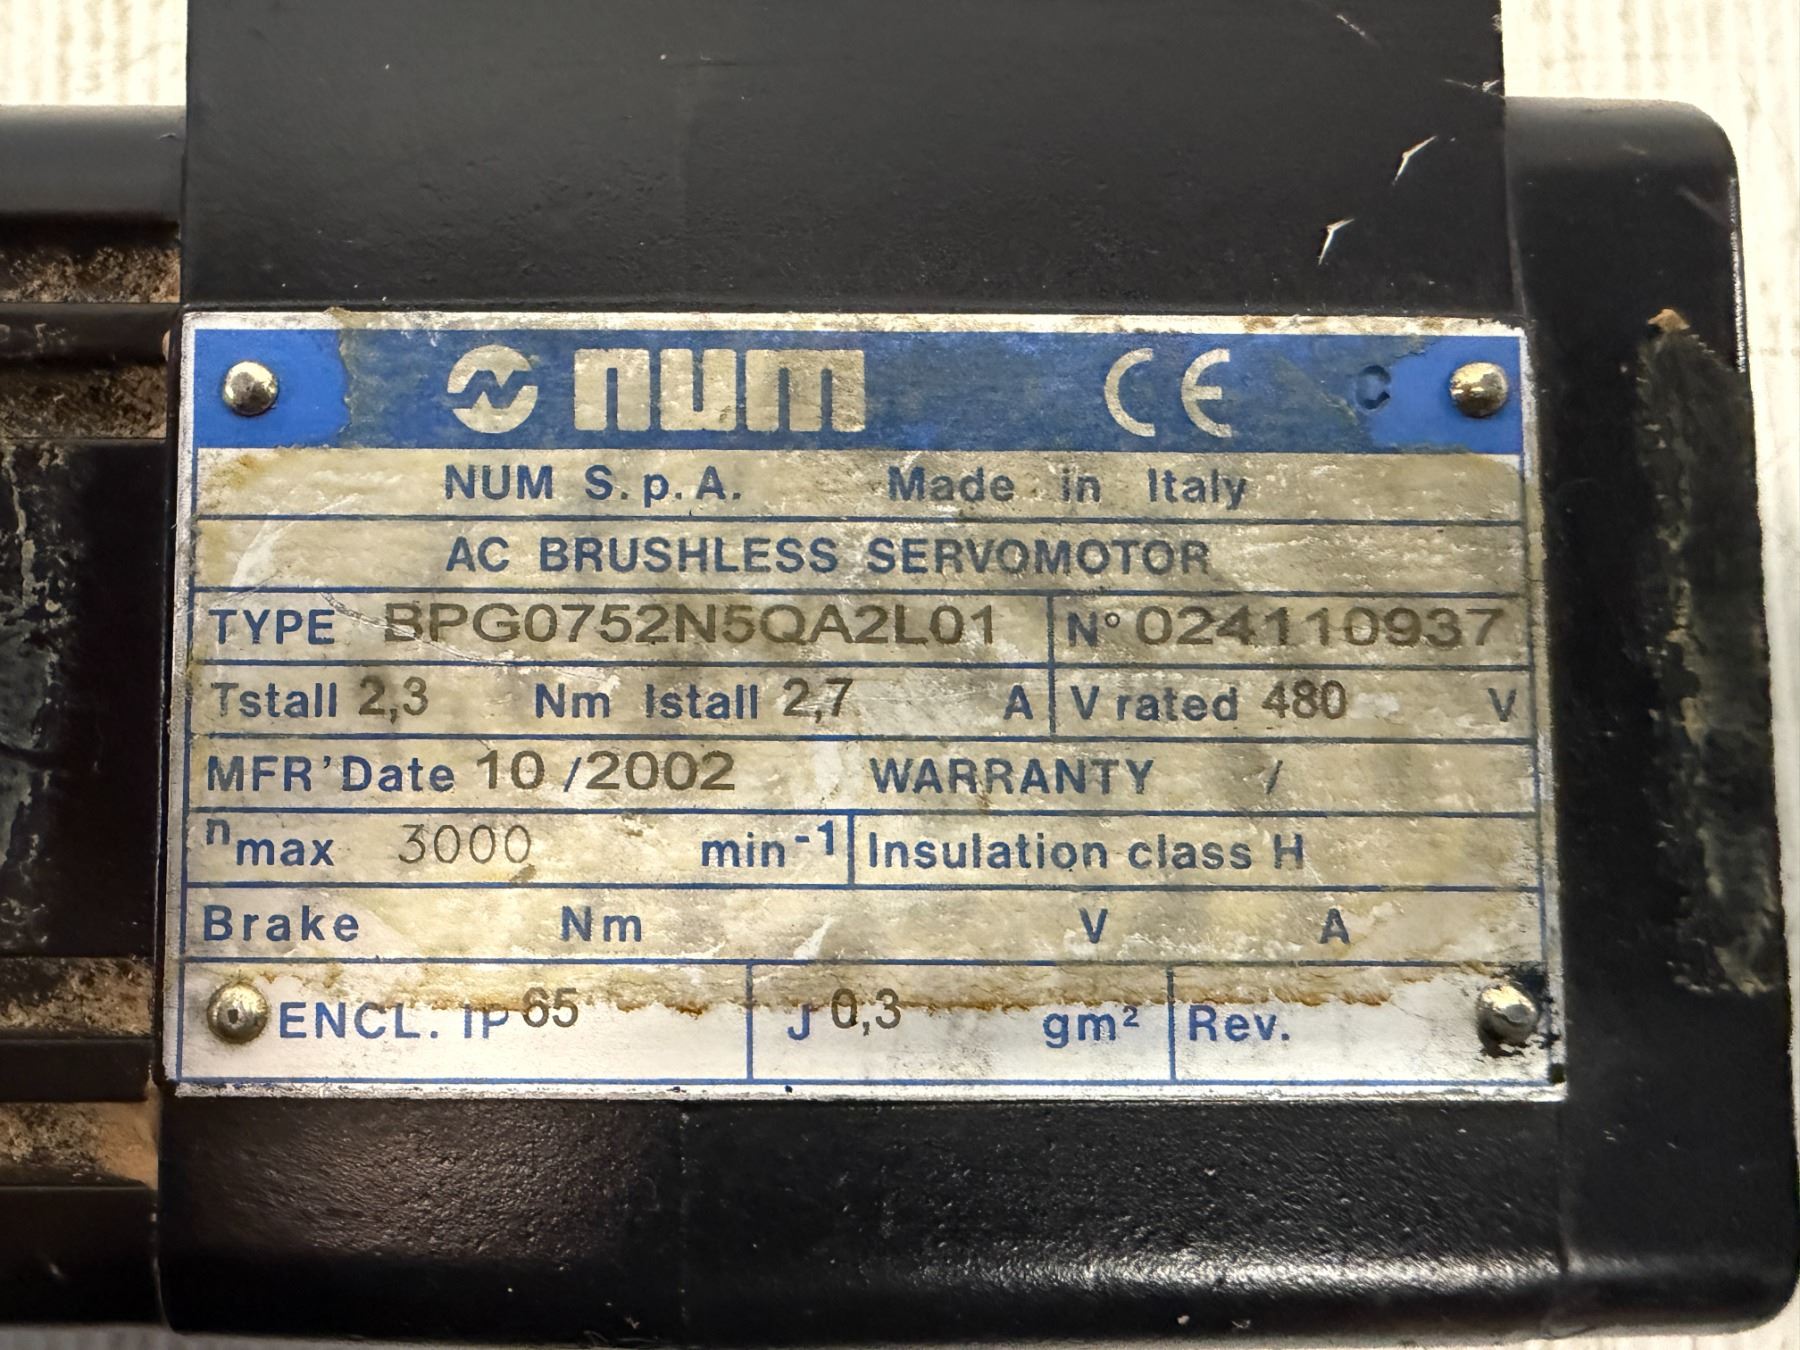 num CE C
NUM S.p.A. Made in Italy
AC BRUSHLESS SERVOMOTOR
TYPE BPG0752N5QA2L01 N° 024110937
Tstall 2,3 Nm Istall 2,7 A V rated 480 V
MFR'Date 10/2002 WARRANTY /
nmax 3000 min-1 Insulation class H
Brake Nm V A
ENCL. IP 65 J 0,3 gm² Rev.